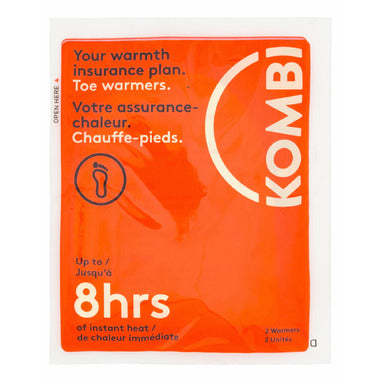 Your warmth
insurance plan.
Toe warmers.
Votre assurance-
chaleur.
Chauffe-pieds.
KOMBI
OPEN HERE
Up to /
Jusqu'à
8hrs
of instant heat /
de chaleur immédiate
2 Warmers
2 Unités